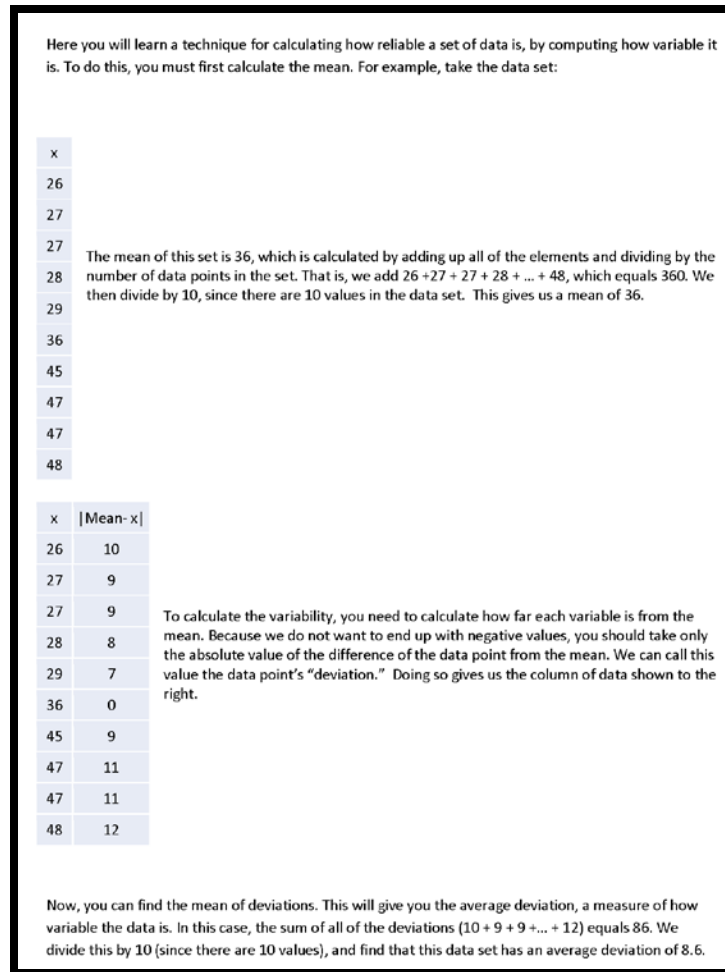 Here you will learn a technique for calculating how reliable a set of data is, by computing how variable it
is. To do this, you must first calculate the mean. For example, take the data set:
x
26
27
27
28
29
36
45
47
47
48
The mean of this set is 36, which is calculated by adding up all of the elements and dividing by the
number of data points in the set. That is, we add 26 +27 + 27 + 28 + ... + 48, which equals 360. We
then divide by 10, since there are 10 values in the data set. This gives us a mean of 36.
x |Mean- x|
26 10
27 9
27 9
28 8
29 7
36 0
45 9
47 11
47 11
48 12
To calculate the variability, you need to calculate how far each variable is from the
mean. Because we do not want to end up with negative values, you should take only
the absolute value of the difference of the data point from the mean. We can call this
value the data point's “deviation.” Doing so gives us the column of data shown to the
right.
Now, you can find the mean of deviations. This will give you the average deviation, a measure of how
variable the data is. In this case, the sum of all of the deviations (10 + 9 + 9 +... + 12) equals 86. We
divide this by 10 (since there are 10 values), and find that this data set has an average deviation of 8.6.